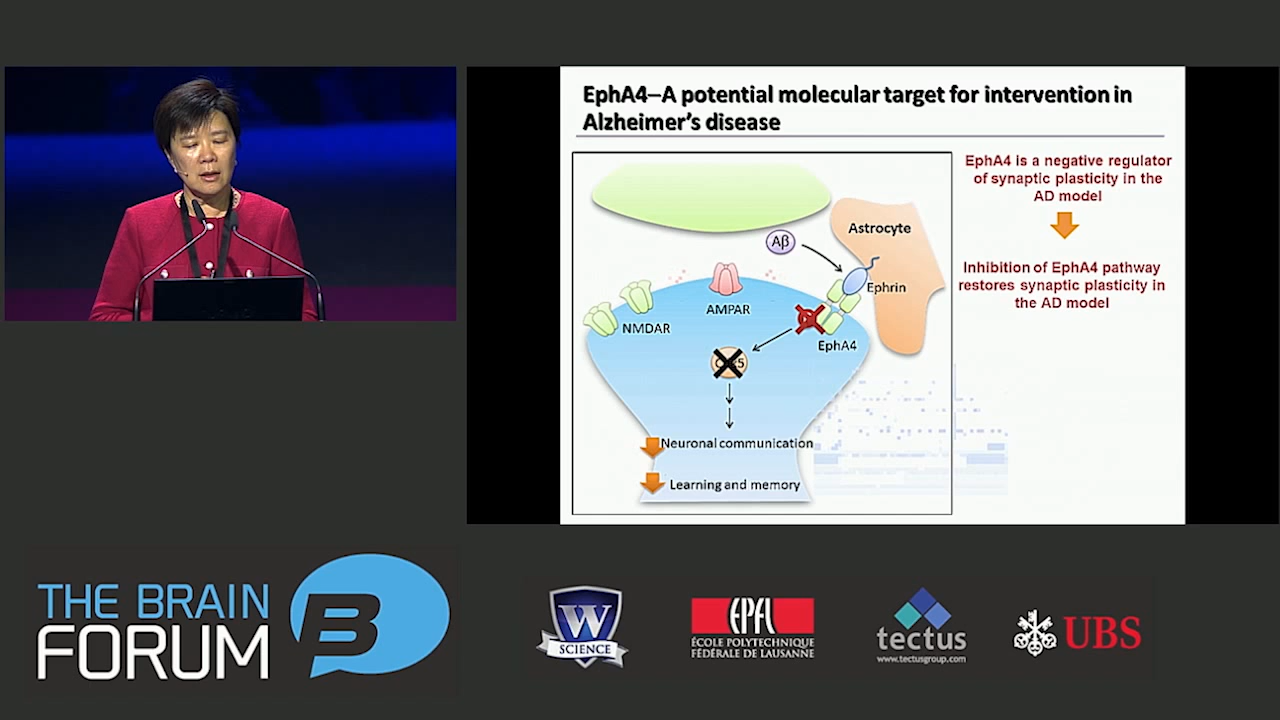 EphA4–A potential molecular target for intervention in
Alzheimer's disease
EphA4 is a negative regulator
of synaptic plasticity in the
AD model
Inhibition of EphA4 pathway
restores synaptic plasticity in
the AD model
Astrocyte
Aβ
Ephrin
AMPAR
NMDAR
EphA4
Neuronal communication
Learning and memory
THE BRAIN
FORUM
B
W
SCIENCE
EPFL
ÉCOLE POLYTECHNIQUE
FÉDÉRALE DE LAUSANNE
tectus
www.tectusgroup.com
UBS